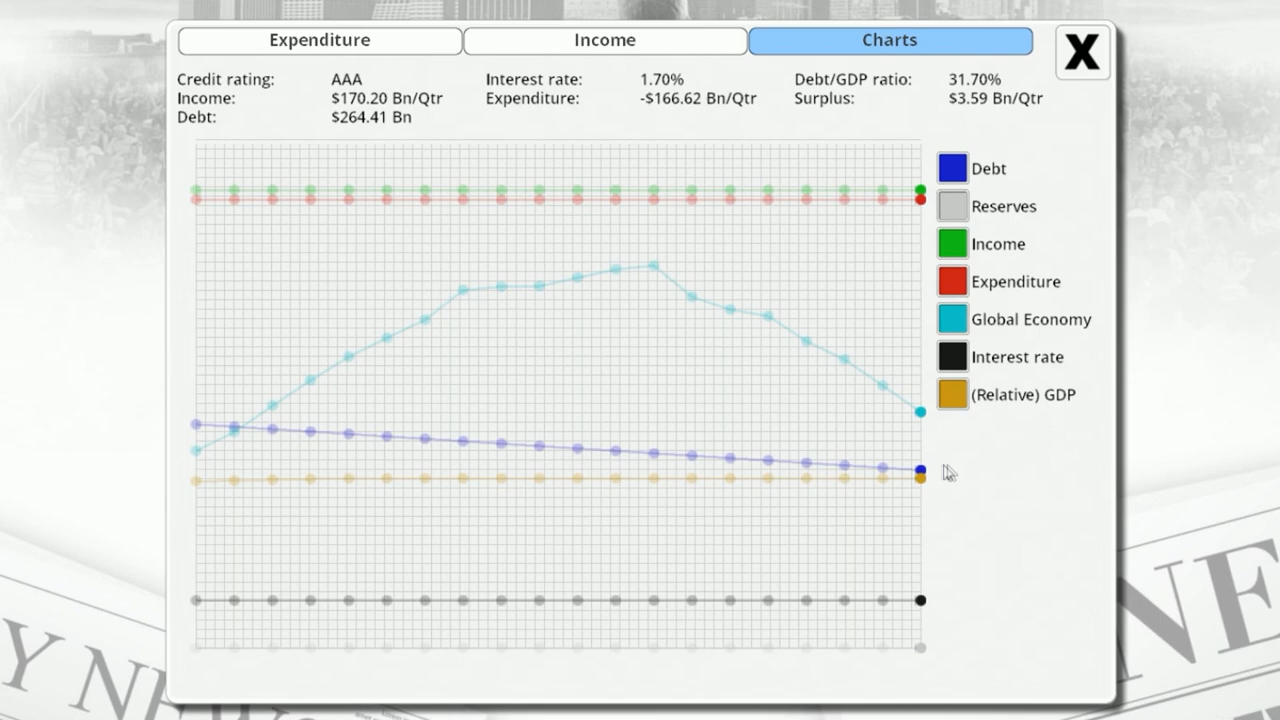 Expenditure Income Charts X
Credit rating: AAA Interest rate: 1.70% Debt/GDP ratio: 31.70%
Income: $170.20 Bn/Qtr Expenditure: -$166.62 Bn/Qtr Surplus: $3.59 Bn/Qtr
Debt: $264.41 Bn
Debt
Reserves
Income
Expenditure
Global Economy
Interest rate
(Relative) GDP
NE
Y NEWS